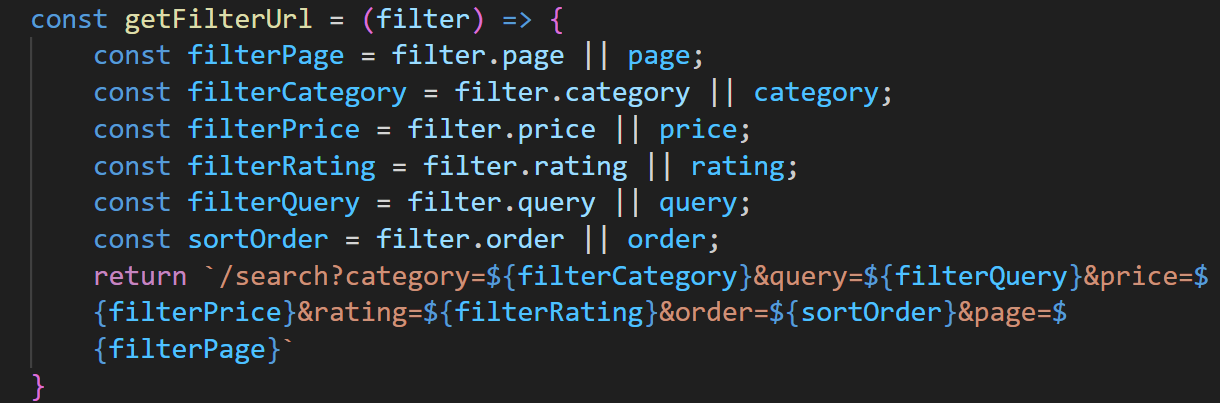 const getFilterUrl = (filter) => {
    const filterPage = filter.page || page;
    const filterCategory = filter.category || category;
    const filterPrice = filter.price || price;
    const filterRating = filter.rating || rating;
    const filterQuery = filter.query || query;
    const sortOrder = filter.order || order;
    return `/search?category=${filterCategory}&query=${filterQuery}&price=$
    {filterPrice}&rating=${filterRating}&order=${sortOrder}&page=$
    {filterPage}`
}